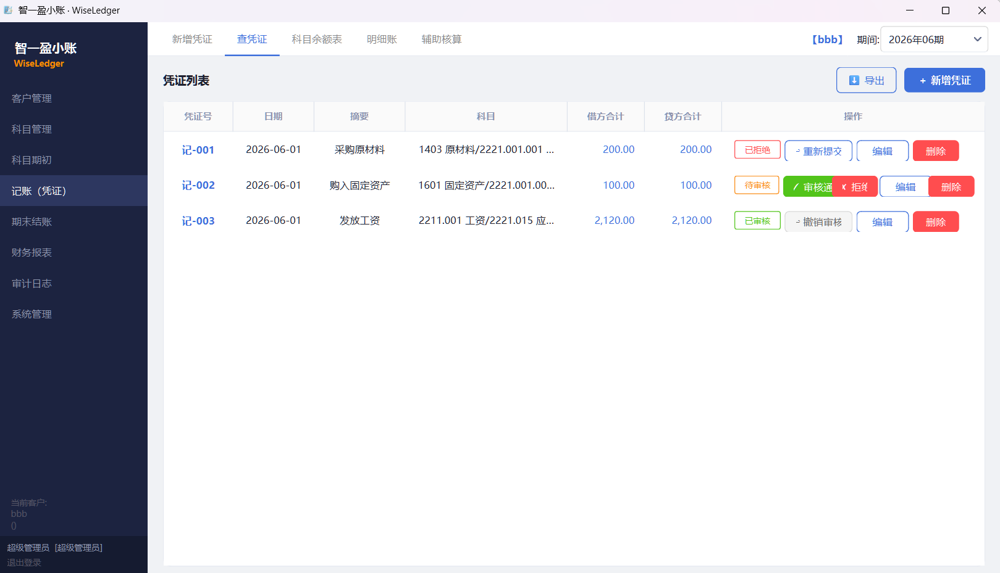 智一盈小账 · WiseLedger
智一盈小账
WiseLedger
客户管理
科目管理
科目期初
记账（凭证）
期末结账
财务报表
审计日志
系统管理
当前客户:
bbb
()
超级管理员 [超级管理员]
退出登录
新增凭证 查凭证 科目余额表 明细账 辅助核算 【bbb】 期间: 2026年06期
凭证列表 导出 + 新增凭证
凭证号 日期 摘要 科目 借方合计 贷方合计 操作
记-001 2026-06-01 采购原材料 1403 原材料/2221.001.001 ... 200.00 200.00 已拒绝 重新提交 编辑 删除
记-002 2026-06-01 购入固定资产 1601 固定资产/2221.001.00... 100.00 100.00 待审核 审核通 拒绝 编辑 删除
记-003 2026-06-01 发放工资 2211.001 工资/2221.015 应... 2,120.00 2,120.00 已审核 撤销审核 编辑 删除